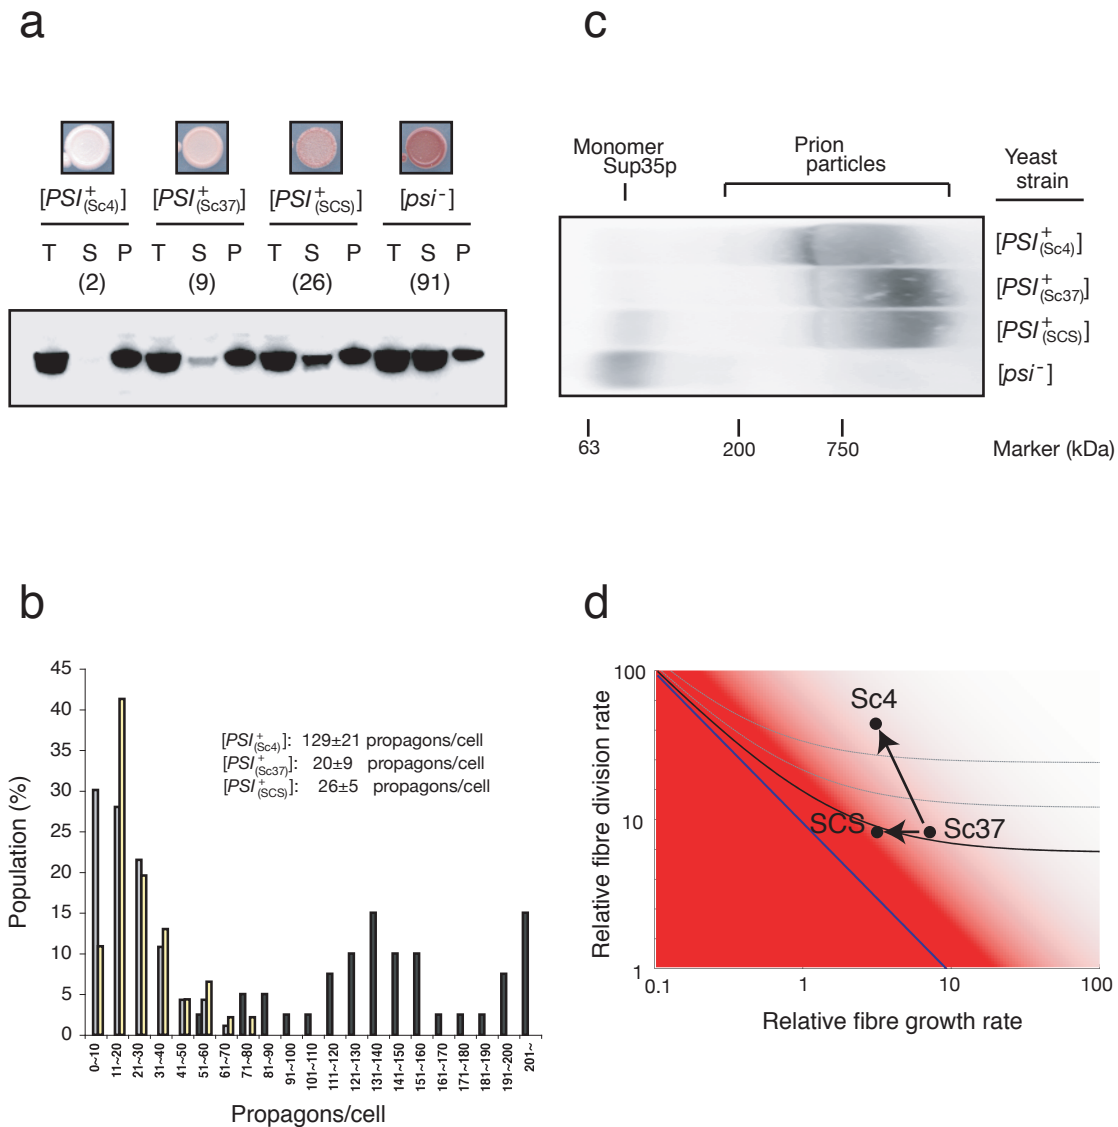 a
[PSI+(Sc4)] [PSI+(Sc37)] [PSI+(SCS)] [psi-]
T S P T S P T S P T S P
(2) (9) (26) (91)
c
Monomer
Sup35p
Prion
particles
Yeast
strain
[PSI+(Sc4)]
[PSI+(Sc37)]
[PSI+(SCS)]
[psi-]
63 200 750 Marker (kDa)
b
45
40
35
30
25
20
15
10
5
0
Population (%)
[PSI+(Sc4)]: 129±21 propagons/cell
[PSI+(Sc37)]: 20±9 propagons/cell
[PSI+(SCS)]: 26±5 propagons/cell
0~10 11~20 21~30 31~40 41~50 51~60 61~70 71~80 81~90 91~100 101~110 111~120 121~130 131~140 141~150 151~160 161~170 171~180 181~190 191~200 201~
Propagons/cell
d
100
10
1
Relative fibre division rate
Sc4
SCS Sc37
0.1 1 10 100
Relative fibre growth rate